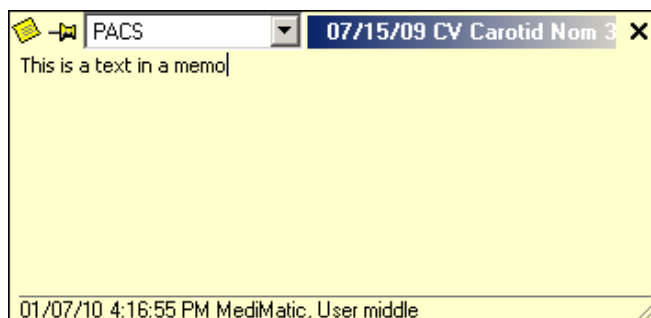 PACS 07/15/09 CV Carotid Nom 3
This is a text in a memo
01/07/10 4:16:55 PM MediMatic, User middle